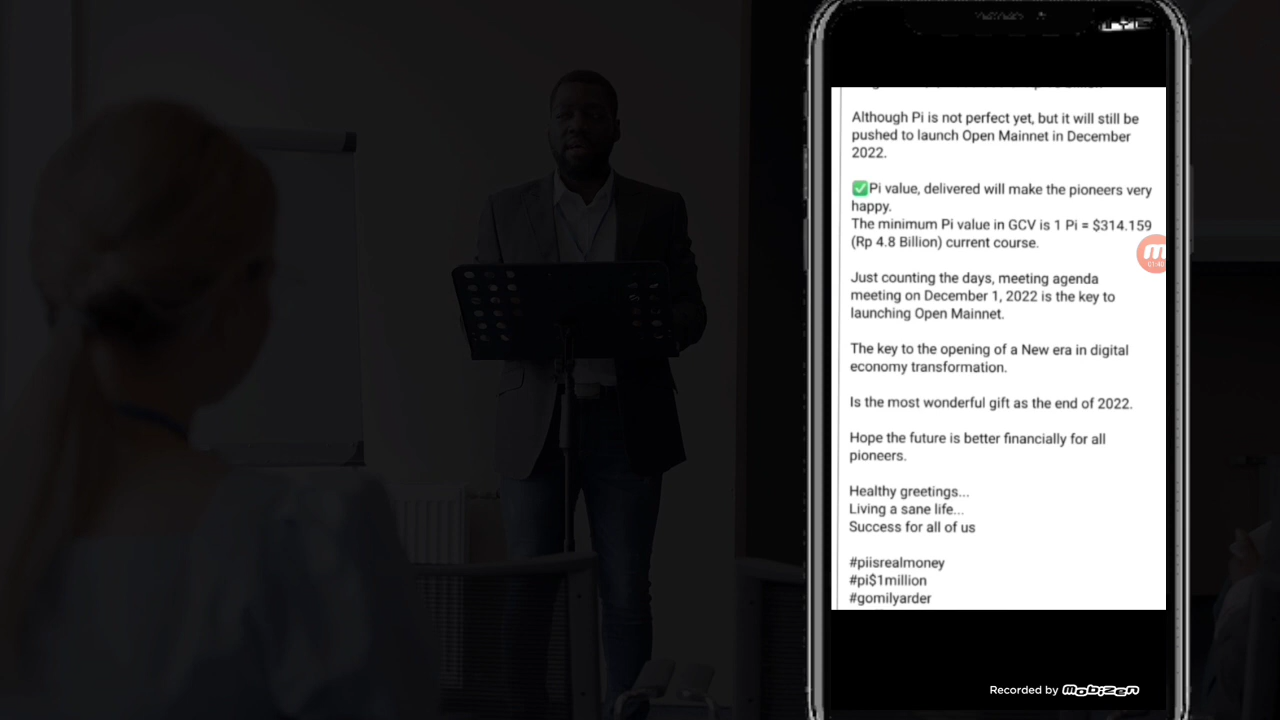 Although Pi is not perfect yet, but it will still be
pushed to launch Open Mainnet in December
2022.
✅Pi value, delivered will make the pioneers very
happy.
The minimum Pi value in GCV is 1 Pi = $314.159
(Rp 4.8 Billion) current course.
Just counting the days, meeting agenda
meeting on December 1, 2022 is the key to
launching Open Mainnet.
The key to the opening of a New era in digital
economy transformation.
Is the most wonderful gift as the end of 2022.
Hope the future is better financially for all
pioneers.
Healthy greetings...
Living a sane life...
Success for all of us
#piisrealmoney
#pi$1million
#gomilyarder
Recorded by Mobizen